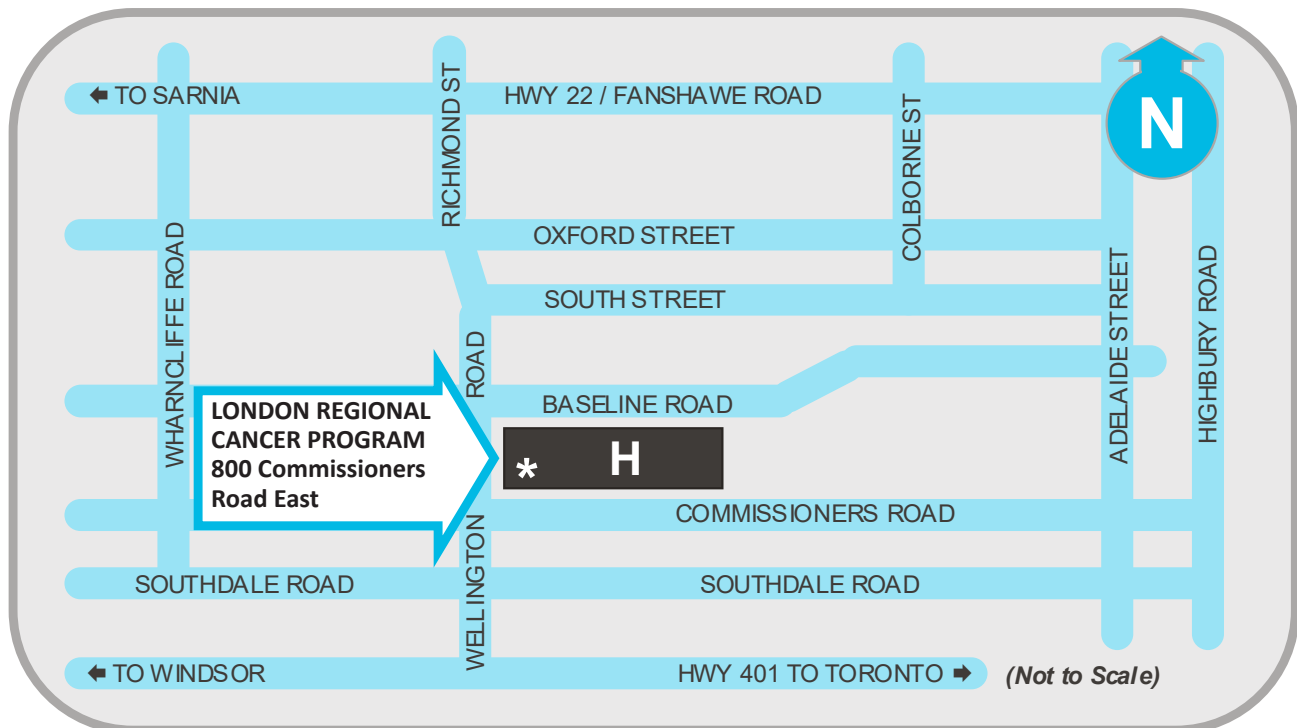 TO SARNIA
HWY 22 / FANSHAWE ROAD
RICHMOND ST
COLBORNE ST
N
OXFORD STREET
WHARNCLIFFE ROAD
SOUTH STREET
ADELAIDE STREET
HIGHBURY ROAD
WELLINGTON ROAD
BASELINE ROAD
LONDON REGIONAL
CANCER PROGRAM
800 Commissioners
Road East
* H
COMMISSIONERS ROAD
SOUTHDALE ROAD
SOUTHDALE ROAD
TO WINDSOR
HWY 401 TO TORONTO
(Not to Scale)